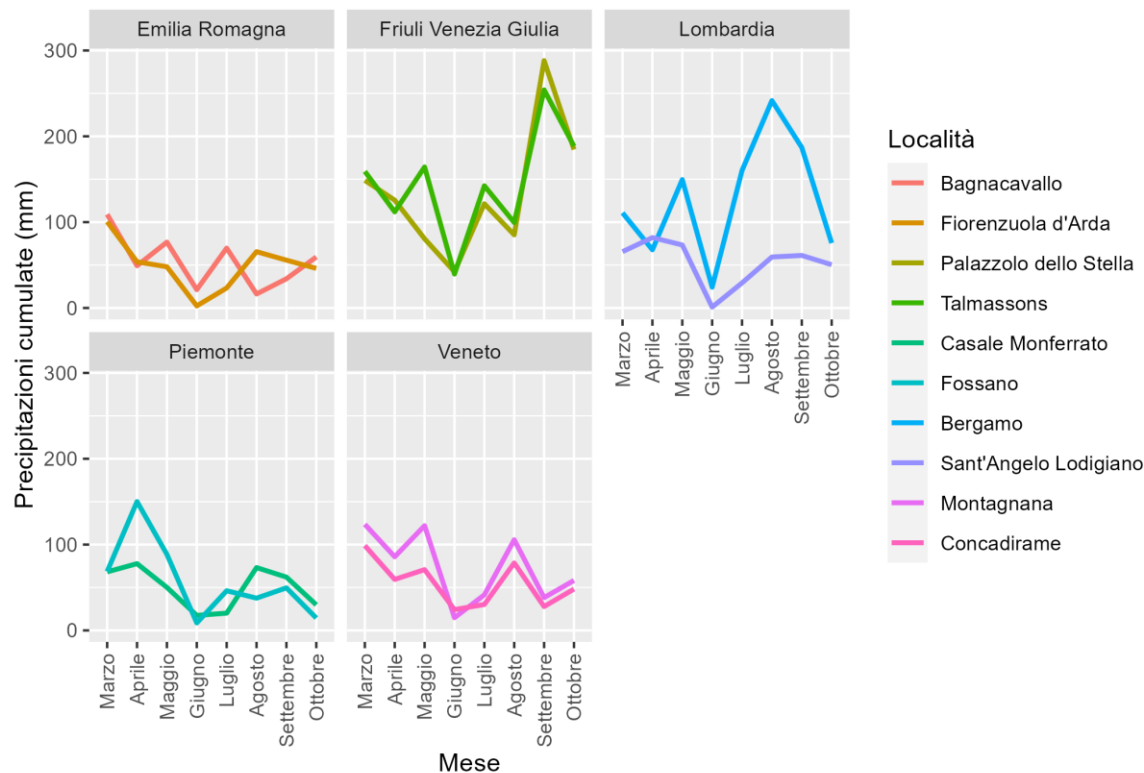 Emilia Romagna
Friuli Venezia Giulia
Lombardia
300
200
100
0
Piemonte
Veneto
300
200
100
0
Precipitazioni cumulate (mm)
Marzo
Aprile
Maggio
Giugno
Luglio
Agosto
Settembre
Ottobre
Marzo
Aprile
Maggio
Giugno
Luglio
Agosto
Settembre
Ottobre
Marzo
Aprile
Maggio
Giugno
Luglio
Agosto
Settembre
Ottobre
Mese
Località
Bagnacavallo
Fiorenzuola d'Arda
Palazzolo dello Stella
Talmassons
Casale Monferrato
Fossano
Bergamo
Sant'Angelo Lodigiano
Montagnana
Concadirame